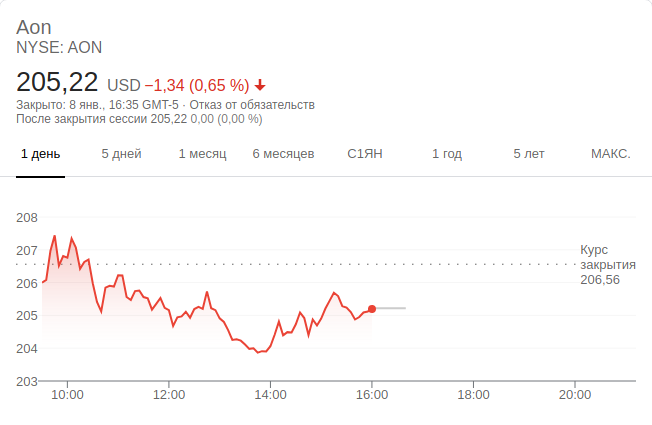 Aon
NYSE: AON
205,22 USD −1,34 (0,65 %)
Закрыто: 8 янв., 16:35 GMT-5 · Отказ от обязательств
После закрытия сессии 205,22 0,00 (0,00 %)
1 день 5 дней 1 месяц 6 месяцев С1ЯН 1 год 5 лет МАКС.
208
207
206
205
204
203
Курс
закрытия
206,56
10:00 12:00 14:00 16:00 18:00 20:00